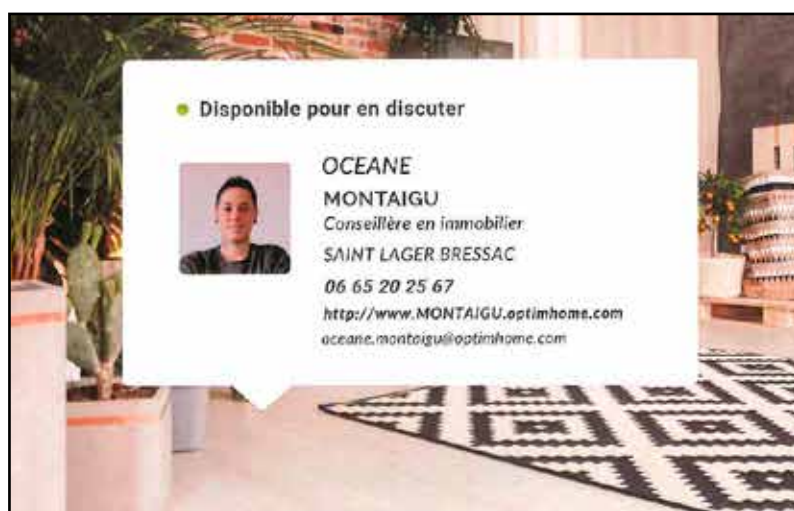 Disponible pour en discuter
OCEANE
MONTAIGU
Conseillère en immobilier
SAINT LAGER BRESSAC
06 65 20 25 67
http://www.MONTAIGU.optimhome.com
oceane.montaigu@optimhome.com